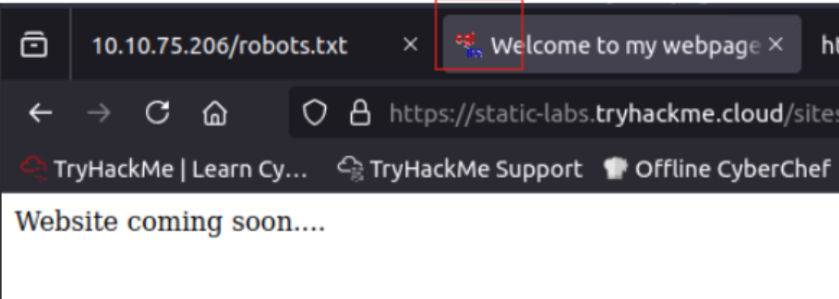 10.10.75.206/robots.txt
Welcome to my webpage
https://static-labs.tryhackme.cloud/site
TryHackMe | Learn Cy...
TryHackMe Support
Offline CyberChef
Website coming soon....